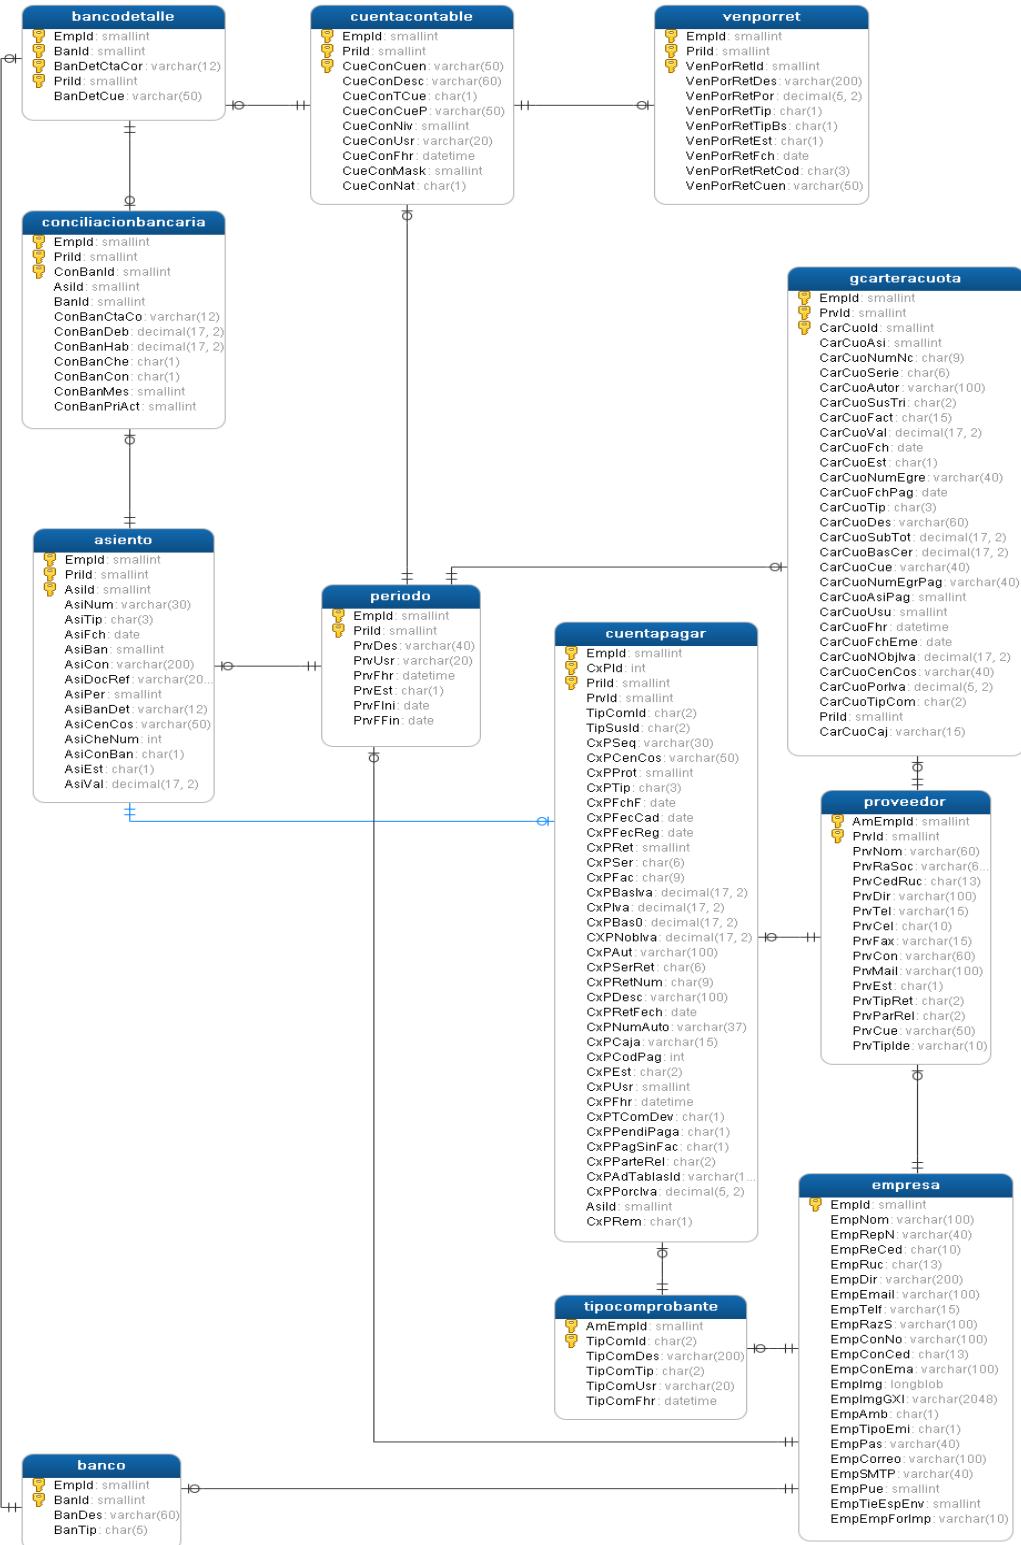 bancodetalle
EmpId: smallint
BanId: smallint
BanDetCtaCor: varchar(12)
PriId: smallint
BanDetCue: varchar(50)
cuentacontable
EmpId: smallint
PriId: smallint
CueConCuen: varchar(50)
CueConDesc: varchar(60)
CueConTCue: char(1)
CueConCueP: varchar(50)
CueConNiv: smallint
CueConUsr: varchar(20)
CueConFhr: datetime
CueConMask: smallint
CueConNat: char(1)
venporret
EmpId: smallint
PriId: smallint
VenPorRetId: smallint
VenPorRetDes: varchar(200)
VenPorRetPor: decimal(5, 2)
VenPorRetTip: char(1)
VenPorRetTipBs: char(1)
VenPorRetEst: char(1)
VenPorRetFch: date
VenPorRetRetCod: char(3)
VenPorRetCuen: varchar(50)
conciliacionbancaria
EmpId: smallint
PriId: smallint
ConBanId: smallint
AsiId: smallint
BanId: smallint
ConBanCtaCo: varchar(12)
ConBanDeb: decimal(17, 2)
ConBanHab: decimal(17, 2)
ConBanChe: char(1)
ConBanCon: char(1)
ConBanMes: smallint
ConBanPriAct: smallint
gcarteracuota
EmpId: smallint
PrvId: smallint
CarCuoId: smallint
CarCuoAsi: smallint
CarCuoNumNc: char(9)
CarCuoSerie: char(6)
CarCuoAutor: varchar(100)
CarCuoSusTri: char(2)
CarCuoFact: char(15)
CarCuoVal: decimal(17, 2)
CarCuoFch: date
CarCuoEst: char(1)
CarCuoNumEgre: varchar(40)
CarCuoFchPag: date
CarCuoTip: char(3)
CarCuoDes: varchar(60)
CarCuoSubTot: decimal(17, 2)
CarCuoBasCer: decimal(17, 2)
CarCuoCue: varchar(40)
CarCuoNumEgrPag: varchar(40)
CarCuoAsiPag: smallint
CarCuoUsu: smallint
CarCuoFhr: datetime
CarCuoFchEme: date
CarCuoNObjIva: decimal(17, 2)
CarCuoCenCos: varchar(40)
CarCuoPorIva: decimal(5, 2)
CarCuoTipCom: char(2)
PriId: smallint
CarCuoCaj: varchar(15)
asiento
EmpId: smallint
PriId: smallint
AsiId: smallint
AsiNum: varchar(30)
AsiTip: char(3)
AsiFch: date
AsiBan: smallint
AsiCon: varchar(200)
AsiDocRef: varchar(20...
AsiPer: smallint
AsiBanDet: varchar(12)
AsiCenCos: varchar(50)
AsiCheNum: int
AsiConBan: char(1)
AsiEst: char(1)
AsiVal: decimal(17, 2)
periodo
EmpId: smallint
PriId: smallint
PrvDes: varchar(40)
PrvUsr: varchar(20)
PrvFhr: datetime
PrvEst: char(1)
PrvFIni: date
PrvFFin: date
cuentapagar
EmpId: smallint
CxPId: int
PriId: smallint
PrvId: smallint
TipComId: char(2)
TipSusId: char(2)
CxPSeq: varchar(30)
CxPCenCos: varchar(50)
CxPProt: smallint
CxPTip: char(3)
CxPFchF: date
CxPFecCad: date
CxPFecReg: date
CxPRet: smallint
CxPSer: char(6)
CxPFac: char(9)
CxPBasIva: decimal(17, 2)
CxPIva: decimal(17, 2)
CxPBas0: decimal(17, 2)
CXPNobIva: decimal(17, 2)
CxPAut: varchar(100)
CxPSerRet: char(6)
CxPRetNum: char(9)
CxPDesc: varchar(100)
CxPRetFech: date
CxPNumAuto: varchar(37)
CxPCaja: varchar(15)
CxPCodPag: int
CxPEst: char(2)
CxPUsr: smallint
CxPFhr: datetime
CxPTComDev: char(1)
CxPPendiPaga: char(1)
CxPPagSinFac: char(1)
CxPParteRel: char(2)
CxPAdTablasId: varchar(1...
CxPPorcIva: decimal(5, 2)
AsiId: smallint
CxPRem: char(1)
proveedor
AmEmpId: smallint
PrvId: smallint
PrvNom: varchar(60)
PrvRaSoc: varchar(6...
PrvCedRuc: char(13)
PrvDir: varchar(100)
PrvTel: varchar(15)
PrvCel: char(10)
PrvFax: varchar(15)
PrvCon: varchar(60)
PrvMail: varchar(100)
PrvEst: char(1)
PrvTipRet: char(2)
PrvParRel: char(2)
PrvCue: varchar(50)
PrvTipIde: varchar(10)
empresa
EmpId: smallint
EmpNom: varchar(100)
EmpRepN: varchar(40)
EmpReCed: char(10)
EmpRuc: char(13)
EmpDir: varchar(200)
EmpEmail: varchar(100)
EmpTelf: varchar(15)
EmpRazS: varchar(100)
EmpConNo: varchar(100)
EmpConCed: char(13)
EmpConEma: varchar(100)
EmpImg: longblob
EmpImgGXI: varchar(2048)
EmpAmb: char(1)
EmpTipoEmi: char(1)
EmpPas: varchar(40)
EmpCorreo: varchar(100)
EmpSMTP: varchar(40)
EmpPue: smallint
EmpTieEspEnv: smallint
EmpEmpForImp: varchar(10)
tipocomprobante
AmEmpId: smallint
TipComId: char(2)
TipComDes: varchar(200)
TipComTip: char(2)
TipComUsr: varchar(20)
TipComFhr: datetime
banco
EmpId: smallint
BanId: smallint
BanDes: varchar(60)
BanTip: char(5)